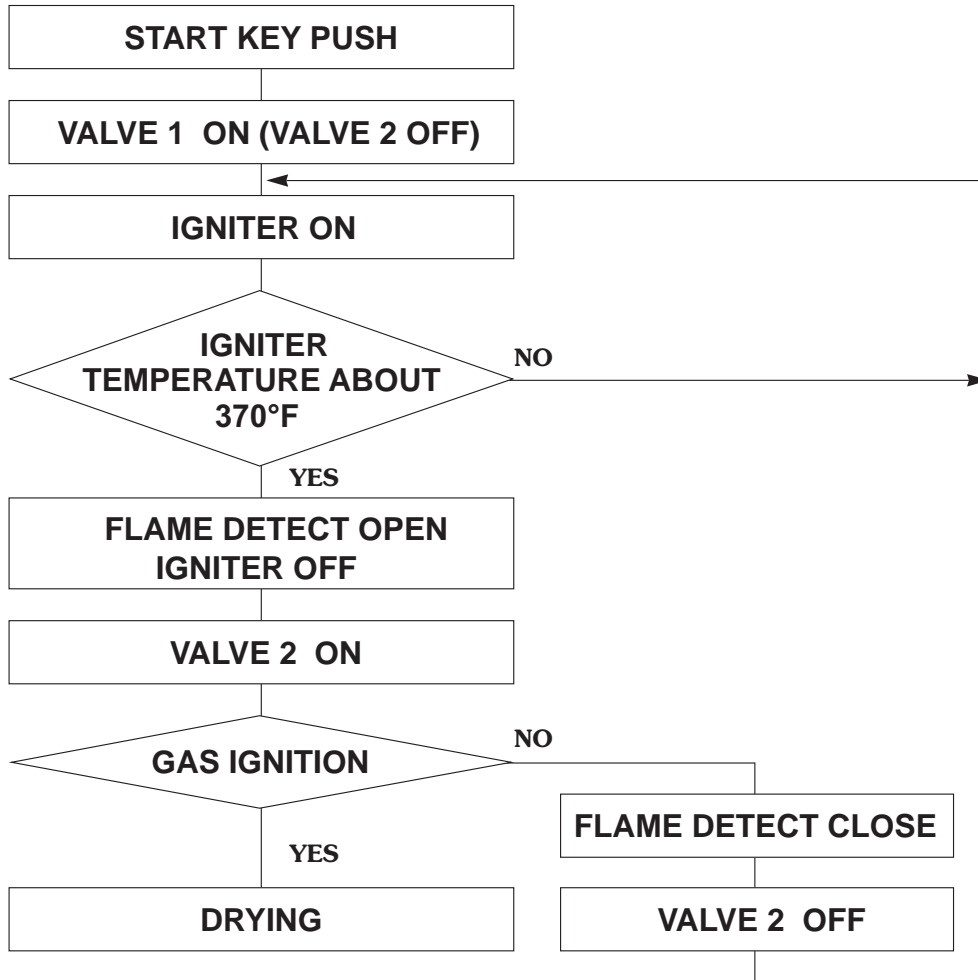 START KEY PUSH
VALVE 1 ON (VALVE 2 OFF)
IGNITER ON
IGNITER
TEMPERATURE ABOUT
370°F
NO
YES
FLAME DETECT OPEN
IGNITER OFF
VALVE 2 ON
GAS IGNITION
NO
FLAME DETECT CLOSE
YES
DRYING
VALVE 2 OFF